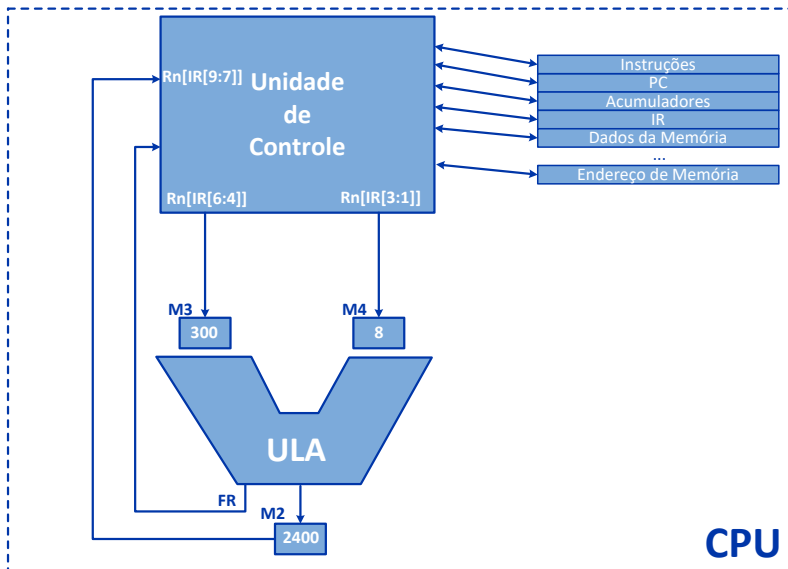 Rn[IR[9:7]]
Unidade
de
Controle
Rn[IR[6:4]]
Rn[IR[3:1]]
Instruções
PC
Acumuladores
IR
Dados da Memória
...
Endereço de Memória
M3
300
M4
8
ULA
FR
M2
2400
CPU